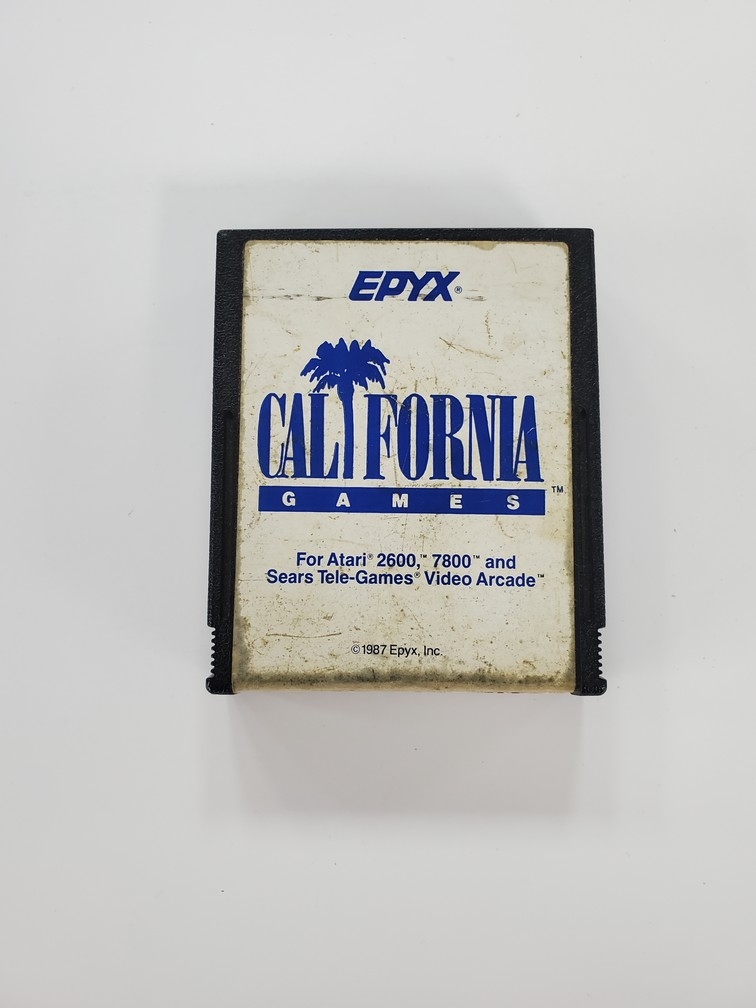 EPYX®
CALIFORNIA
GAMES™
For Atari® 2600,™ 7800™ and
Sears Tele-Games® Video Arcade™
©1987 Epyx, Inc.